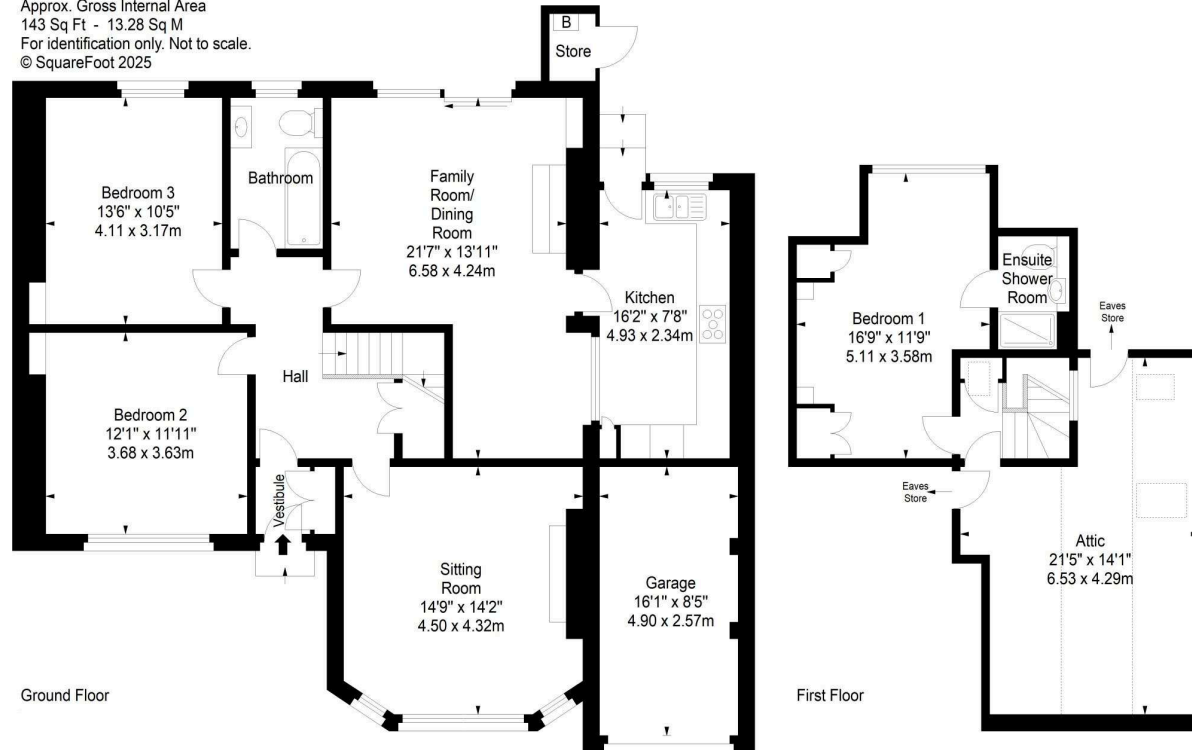 Approx. Gross Internal Area
143 Sq Ft - 13.28 Sq M
For identification only. Not to scale.
© SquareFoot 2025
B
Store
Bedroom 3
13'6" x 10'5"
4.11 x 3.17m
Bathroom
Family
Room/
Dining
Room
21'7" x 13'11"
6.58 x 4.24m
Kitchen
16'2" x 7'8"
4.93 x 2.34m
Hall
Bedroom 2
12'1" x 11'11"
3.68 x 3.63m
Vestibule
Sitting
Room
14'9" x 14'2"
4.50 x 4.32m
Garage
16'1" x 8'5"
4.90 x 2.57m
Ground Floor
Ensuite
Shower
Room
Bedroom 1
16'9" x 11'9"
5.11 x 3.58m
Eaves
Store
Eaves
Store
Attic
21'5" x 14'1"
6.53 x 4.29m
First Floor